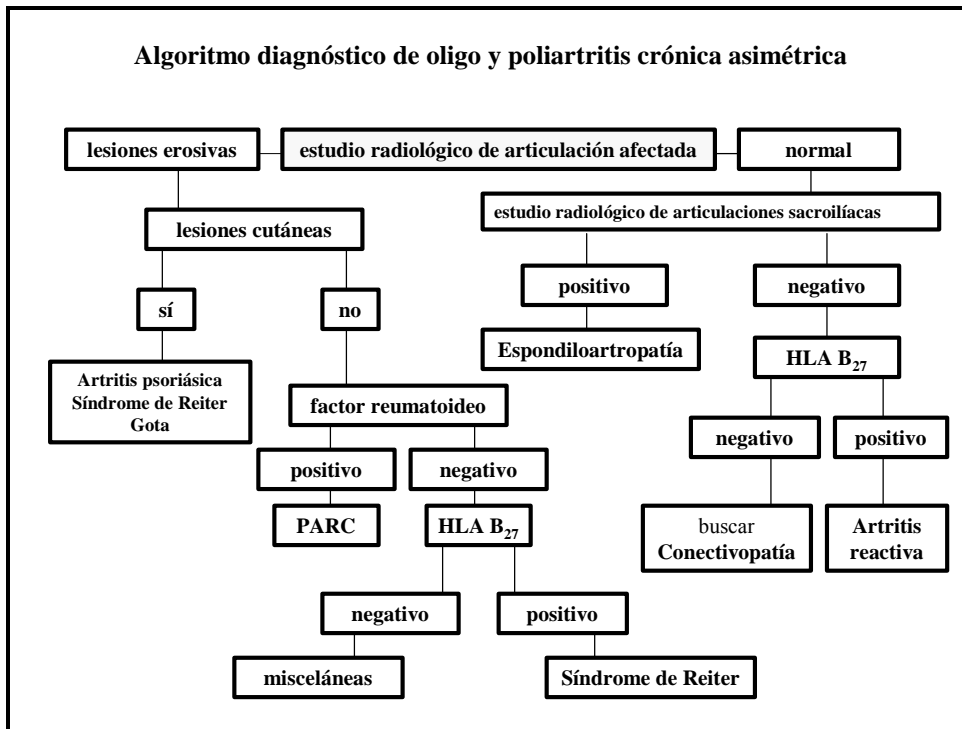 Algoritmo diagnóstico de oligo y poliartritis crónica asimétrica
lesiones erosivas
estudio radiológico de articulación afectada
normal
lesiones cutáneas
estudio radiológico de articulaciones sacroilíacas
sí
no
positivo
negativo
Espondiloartropatía
HLA B27
Artritis psoriásica
Síndrome de Reiter
Gota
factor reumatoideo
negativo
positivo
positivo
negativo
PARC
HLA B27
buscar
Conectivopatía
Artritis
reactiva
negativo
positivo
misceláneas
Síndrome de Reiter